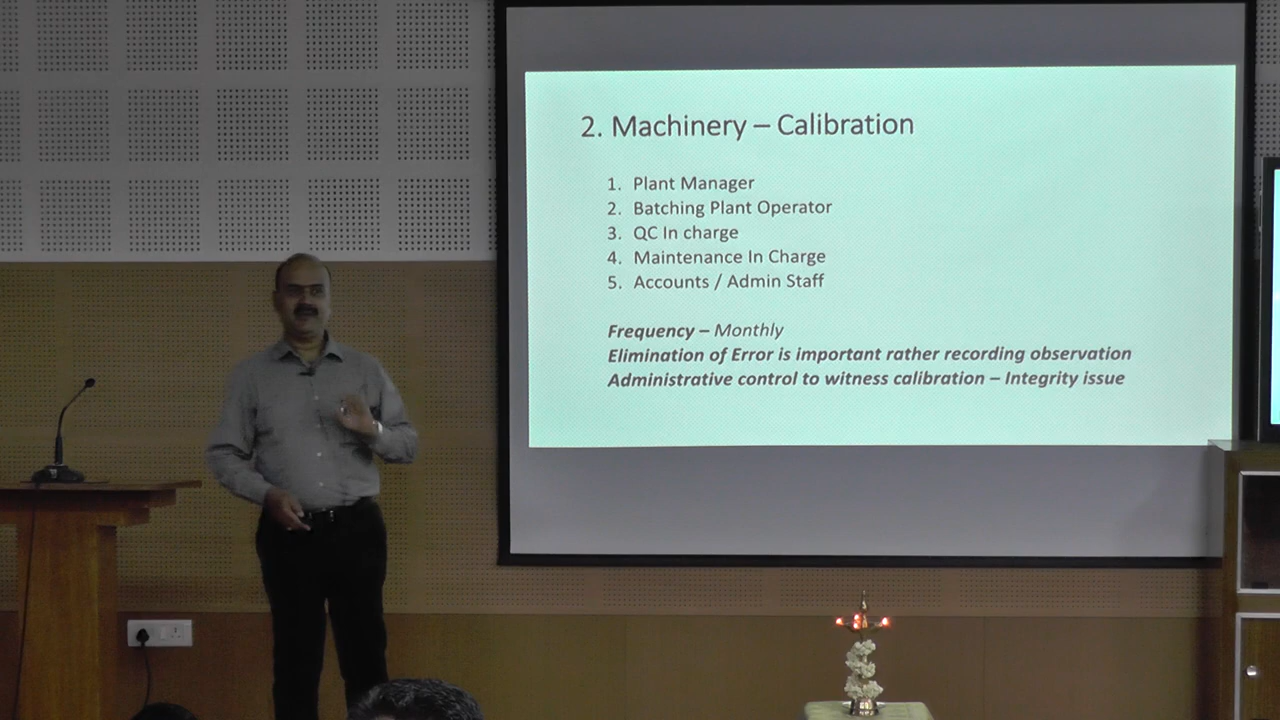 2. Machinery – Calibration
1. Plant Manager
2. Batching Plant Operator
3. QC In charge
4. Maintenance In Charge
5. Accounts / Admin Staff
Frequency – Monthly
Elimination of Error is important rather recording observation
Administrative control to witness calibration – Integrity issue